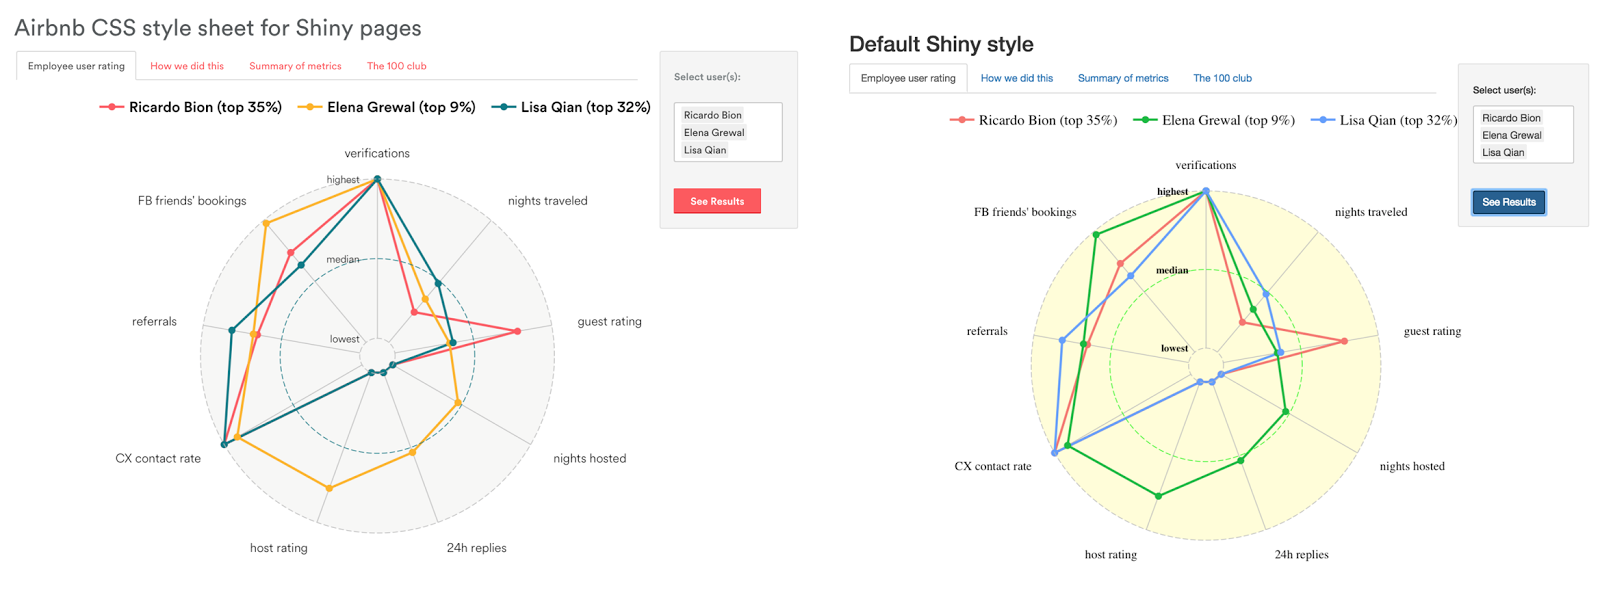 Airbnb CSS style sheet for Shiny pages
Employee user rating
How we did this
Summary of metrics
The 100 club
Ricardo Bion (top 35%)
Elena Grewal (top 9%)
Lisa Qian (top 32%)
Select user(s):
Ricardo Bion
Elena Grewal
Lisa Qian
See Results
verifications
highest
FB friends' bookings
nights traveled
median
referrals
guest rating
lowest
CX contact rate
nights hosted
host rating
24h replies
Default Shiny style
Employee user rating
How we did this
Summary of metrics
The 100 club
Ricardo Bion (top 35%)
Elena Grewal (top 9%)
Lisa Qian (top 32%)
Select user(s):
Ricardo Bion
Elena Grewal
Lisa Qian
See Results
verifications
highest
FB friends' bookings
nights traveled
median
referrals
guest rating
lowest
CX contact rate
nights hosted
host rating
24h replies